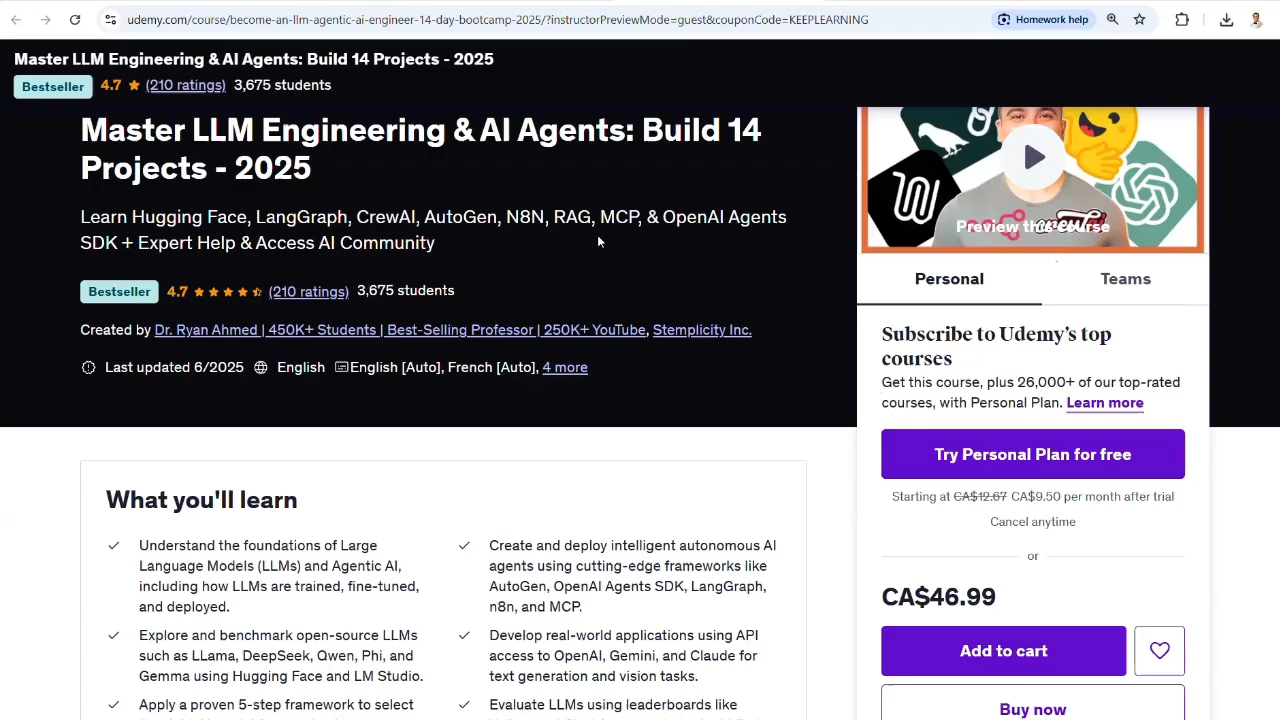 udemy.com/course/become-an-llm-agentic-ai-engineer-14-day-bootcamp-2025/?instructorPreviewMode=guest&couponCode=KEEPLEARNING
Homework help
Master LLM Engineering & AI Agents: Build 14 Projects - 2025
Bestseller 4.7 (210 ratings) 3,675 students
Master LLM Engineering & AI Agents: Build 14
Projects - 2025
Learn Hugging Face, LangGraph, CrewAI, AutoGen, N8N, RAG, MCP, & OpenAI Agents
SDK + Expert Help & Access AI Community
Bestseller 4.7 (210 ratings) 3,675 students
Created by Dr. Ryan Ahmed | 450K+ Students | Best-Selling Professor | 250K+ YouTube, Stemplicity Inc.
Last updated 6/2025 English English [Auto], French [Auto], 4 more
What you'll learn
Understand the foundations of Large
Language Models (LLMs) and Agentic AI,
including how LLMs are trained, fine-tuned,
and deployed.
Explore and benchmark open-source LLMs
such as LLama, DeepSeek, Qwen, Phi, and
Gemma using Hugging Face and LM Studio.
Apply a proven 5-step framework to select
Create and deploy intelligent autonomous AI
agents using cutting-edge frameworks like
AutoGen, OpenAI Agents SDK, LangGraph,
n8n, and MCP.
Develop real-world applications using API
access to OpenAI, Gemini, and Claude for
text generation and vision tasks.
Evaluate LLMs using leaderboards like
Preview this course
Personal
Teams
Subscribe to Udemy's top
courses
Get this course, plus 26,000+ of our top-rated
courses, with Personal Plan. Learn more
Try Personal Plan for free
Starting at CA$12.67 CA$9.50 per month after trial
Cancel anytime
or
CA$46.99
Add to cart
Buy now